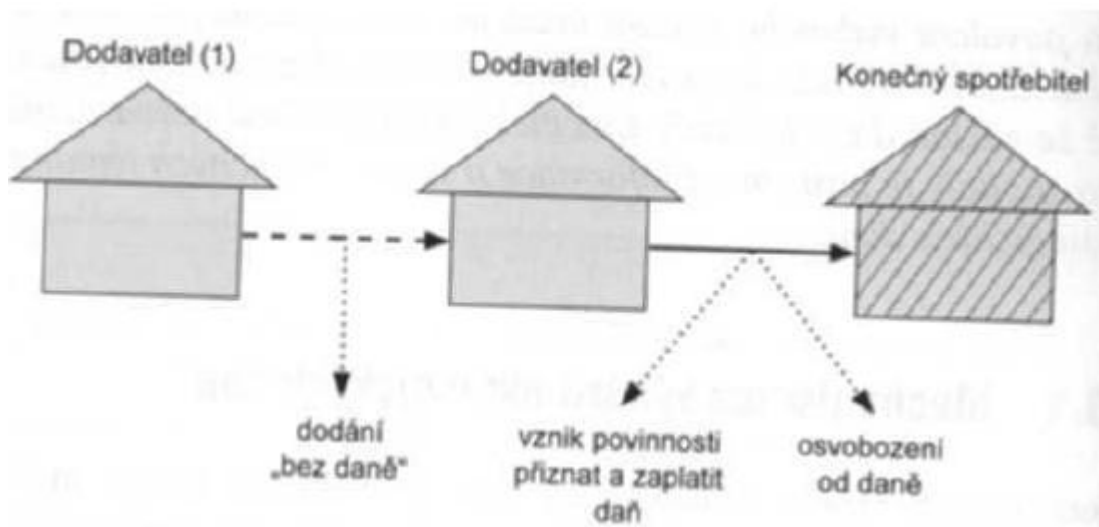 Dodavatel (1)
Dodavatel (2)
Konečný spotřebitel
dodání
„bez daně“
vznik povinnosti
přiznat a zaplatit
daň
osvobození
od daně